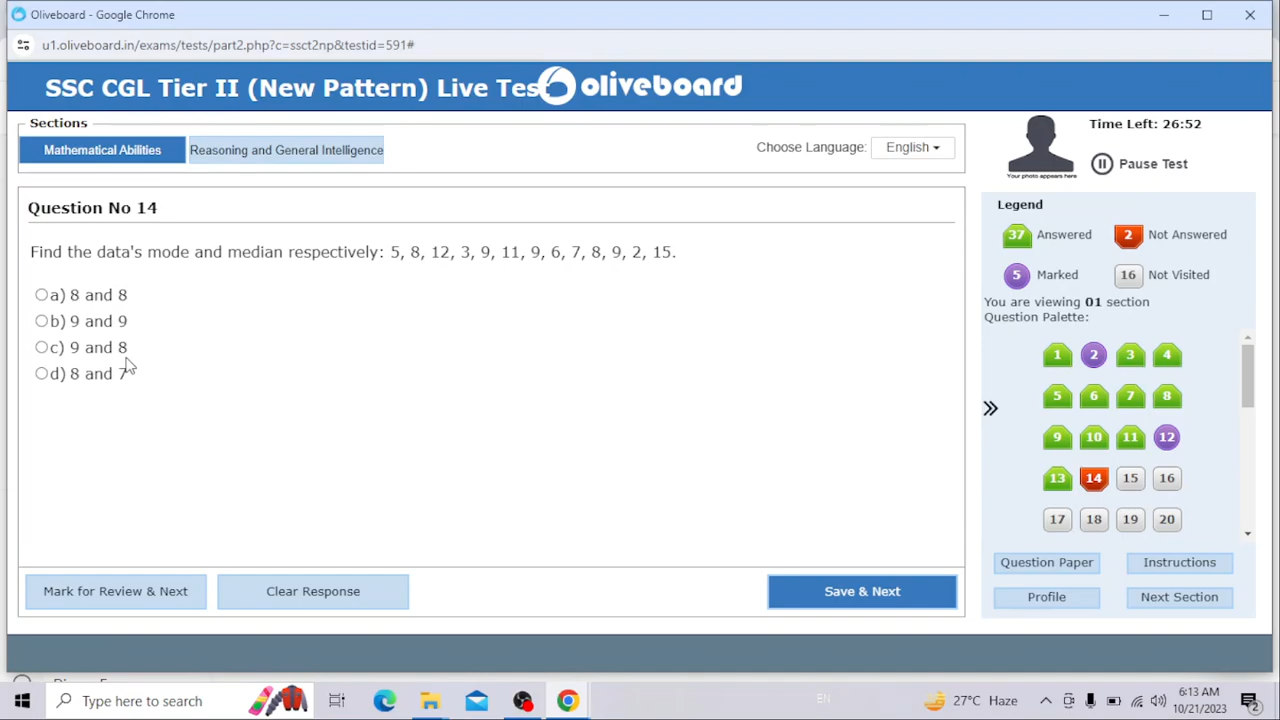 Oliveboard - Google Chrome
u1.oliveboard.in/exams/tests/part2.php?c=ssct2np&testid=591#
SSC CGL Tier II (New Pattern) Live Tes
oliveboard
Sections
Mathematical Abilities
Reasoning and General Intelligence
Choose Language:
English
Your photo appears here
Time Left: 26:52
Pause Test
Question No 14
Find the data's mode and median respectively: 5, 8, 12, 3, 9, 11, 9, 6, 7, 8, 9, 2, 15.
a) 8 and 8
b) 9 and 9
c) 9 and 8
d) 8 and 7
Mark for Review & Next
Clear Response
Save & Next
Legend
37 Answered
2 Not Answered
5 Marked
16 Not Visited
You are viewing 01 section
Question Palette:
1 2 3 4
5 6 7 8
9 10 11 12
13 14 15 16
17 18 19 20
Question Paper
Instructions
Profile
Next Section
Type here to search
EN
27°C Haze
6:13 AM
10/21/2023
2